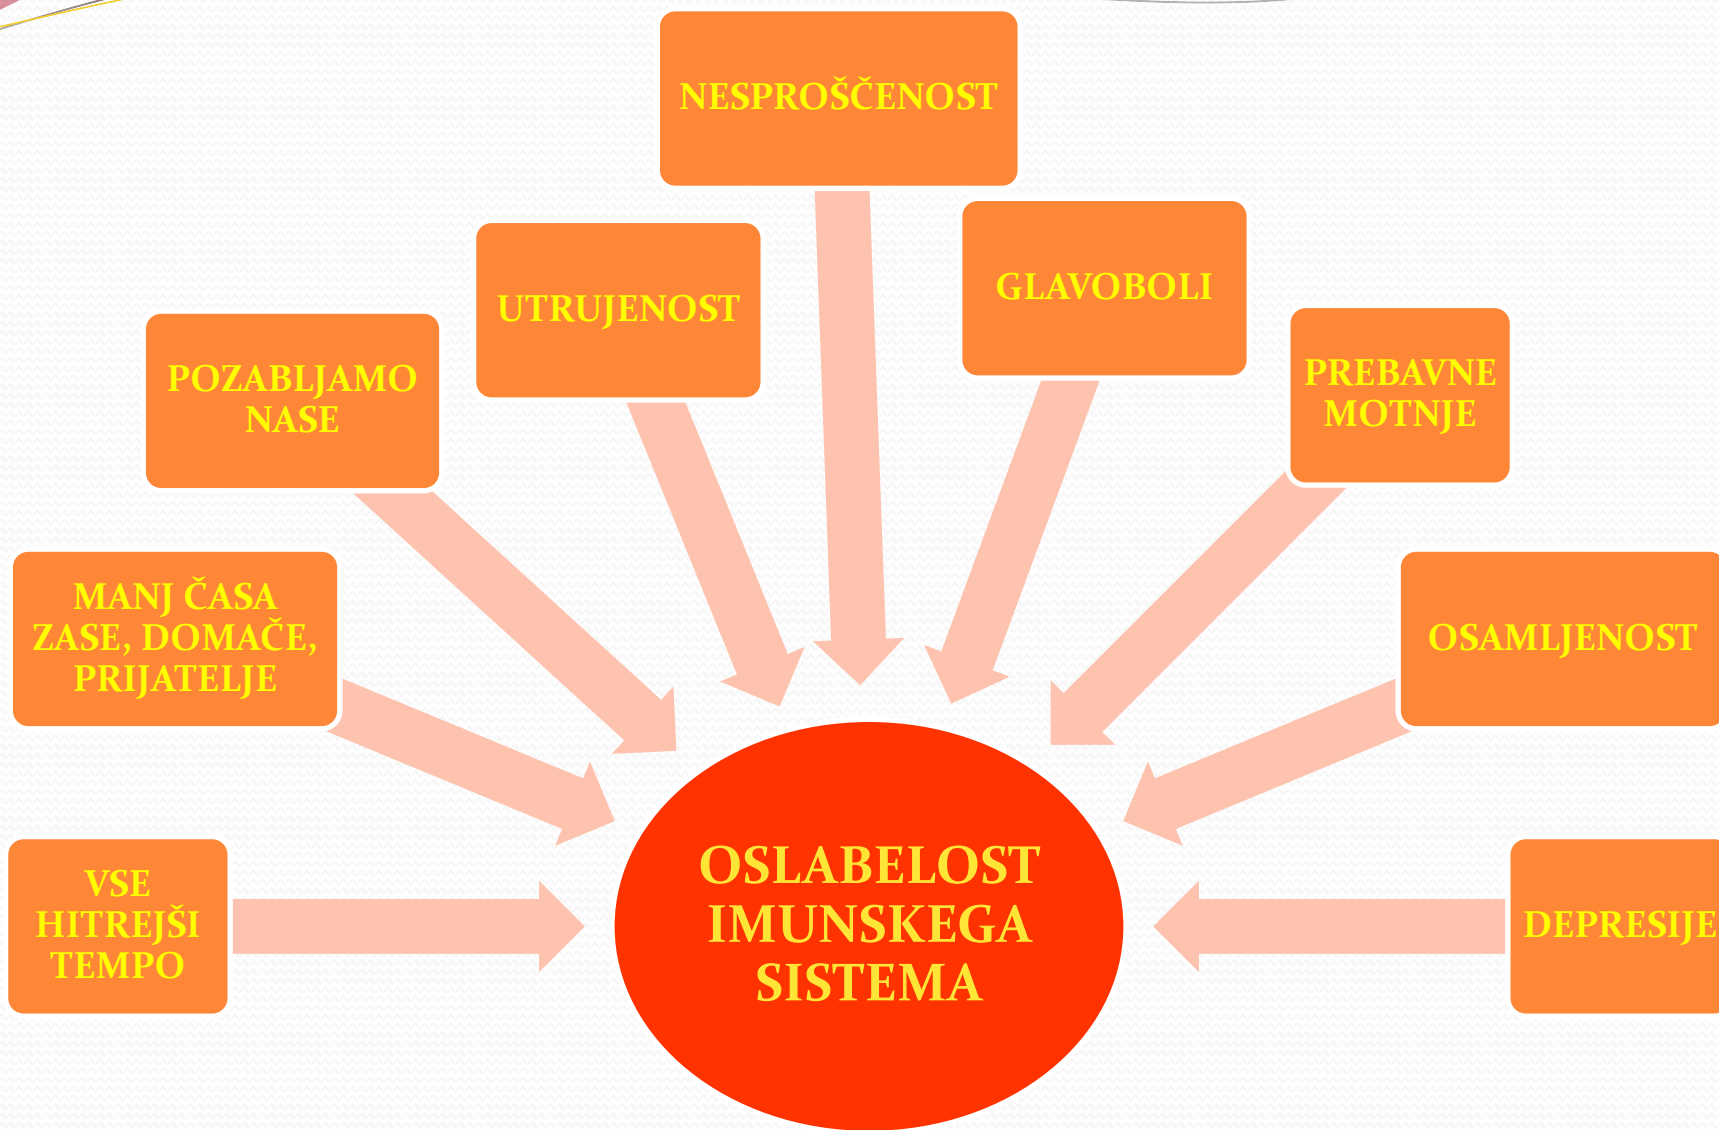 NESPROŠČENOST
GLAVOBOLI
UTRUJENOST
POZABLJAMO
NASE
PREBAVNE
MOTNJE
MANJ ČASA
ZASE, DOMAČE,
PRIJATELJE
OSAMLJENOST
VSE
HITREJŠI
TEMPO
OSLABELOST
IMUNSKEGA
SISTEMA
DEPRESIJE